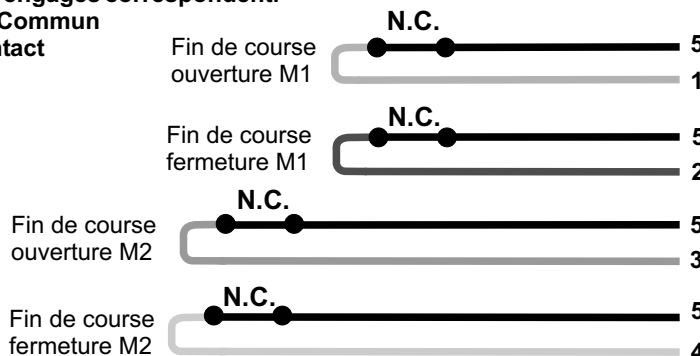 engagés correspondent.
Commun
N.C.
Fin de course
ouverture M1
5
1
N.C.
Fin de course
fermeture M1
5
2
N.C.
Fin de course
ouverture M2
5
3
N.C.
Fin de course
fermeture M2
5
4